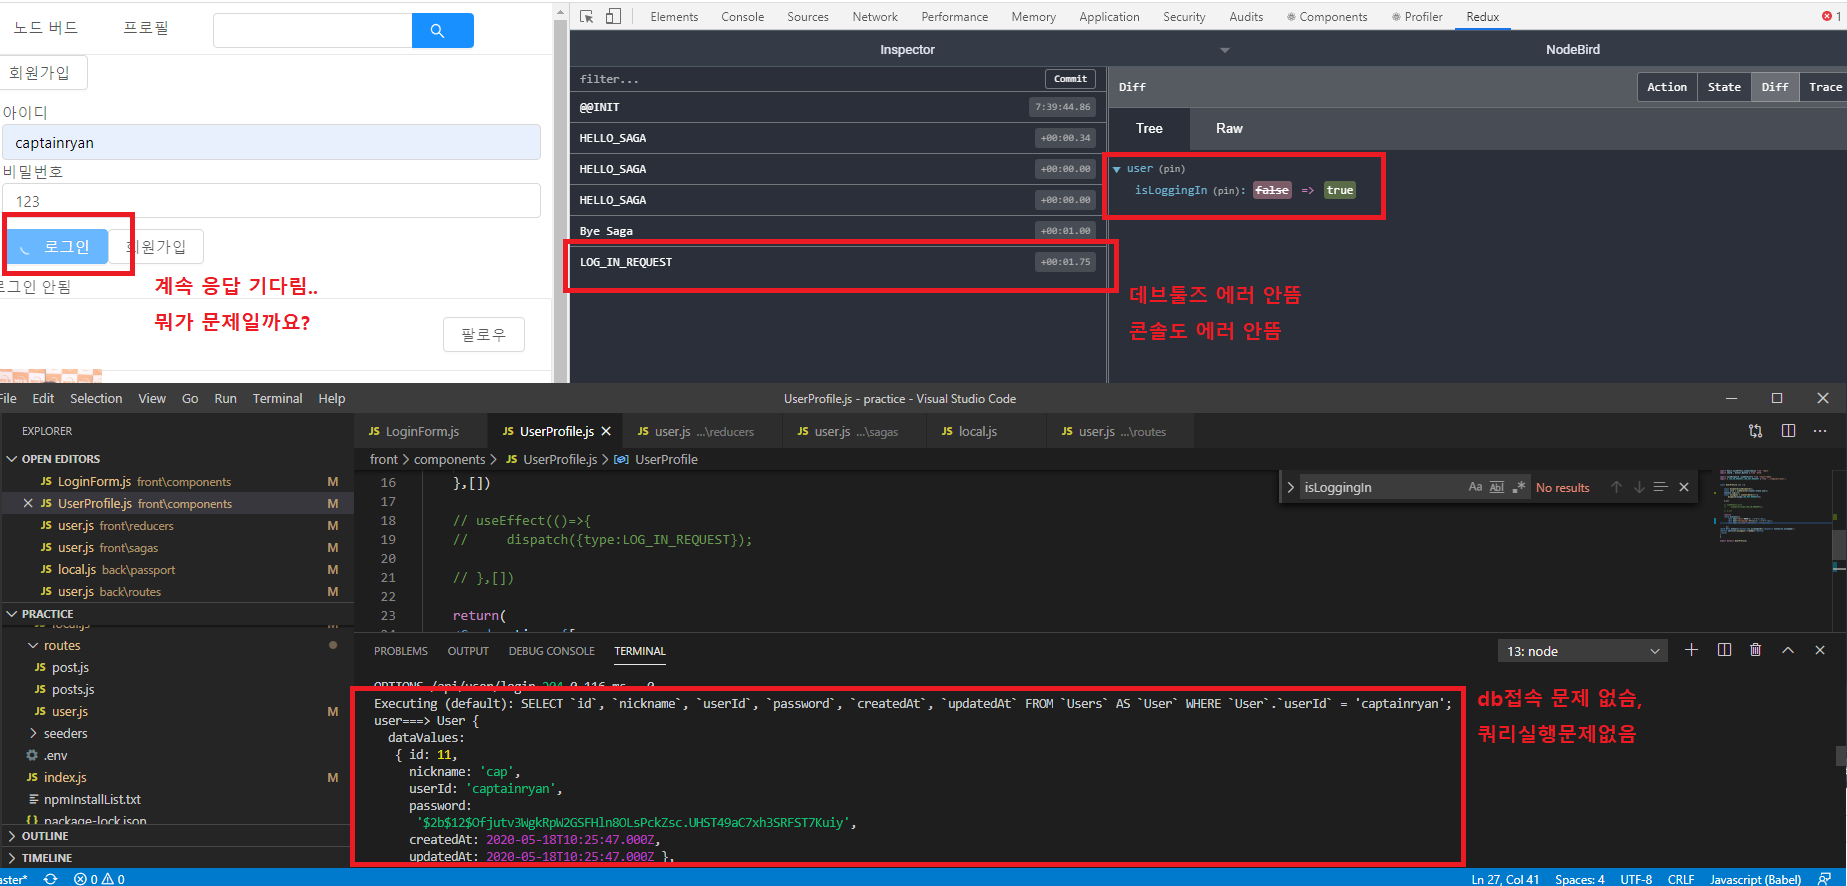 노드 버드 프로필
회원가입
아이디
captainryan
비밀번호
123
로그인 회원가입
로그인 안됨
계속 응답 기다림..
뭐가 문제일까요?
팔로우
Elements Console Sources Network Performance Memory Application Security Audits Components Profiler Redux 1
Inspector NodeBird
filter... Commit
@@INIT 7:39:44.86
HELLO_SAGA +00:00.34
HELLO_SAGA +00:00.00
HELLO_SAGA +00:00.00
Bye Saga +00:01.00
LOG_IN_REQUEST +00:01.75
Diff Action State Diff Trace
Tree Raw
user (pin)
isLoggingIn (pin): false => true
데브툴즈 에러 안뜸
콘솔도 에러 안뜸
File Edit Selection View Go Run Terminal Help UserProfile.js - practice - Visual Studio Code
EXPLORER
OPEN EDITORS
JS LoginForm.js front\components M
JS UserProfile.js front\components M
JS user.js front\reducers M
JS user.js front\sagas M
JS local.js back\passport M
JS user.js back\routes M
PRACTICE
JS local.js M
routes
JS post.js
JS posts.js
JS user.js M
seeders
.env
JS index.js M
npmInstallList.txt
{} package-lock.json
OUTLINE
TIMELINE
JS LoginForm.js JS UserProfile.js JS user.js ...\reducers JS user.js ...\sagas JS local.js JS user.js ...\routes
front > components > JS UserProfile.js > UserProfile
isLoggingIn Aa Abl .* No results
16 },[])
17
18 // useEffect(()=>{
19 // dispatch({type:LOG_IN_REQUEST});
20
21 // },[])
22
23 return(
PROBLEMS OUTPUT DEBUG CONSOLE TERMINAL 13: node
OPTIONS /api/user/login 204 0.116 ms - 0
Executing (default): SELECT `id`, `nickname`, `userId`, `password`, `createdAt`, `updatedAt` FROM `Users` AS `User` WHERE `User`.`userId` = 'captainryan';
user===> User {
dataValues:
{ id: 11,
nickname: 'cap',
userId: 'captainryan',
password:
'$2b$12$Ofjutv3WgkRpW2GSFHln8OLsPckZsc.UHST49aC7xh3SRFST7Kuiy',
createdAt: 2020-05-18T10:25:47.000Z,
updatedAt: 2020-05-18T10:25:47.000Z },
db접속 문제 없슴,
쿼리실행문제없음
master* 0 0 Ln 27, Col 41 Spaces: 4 UTF-8 CRLF Javascript (Babel)